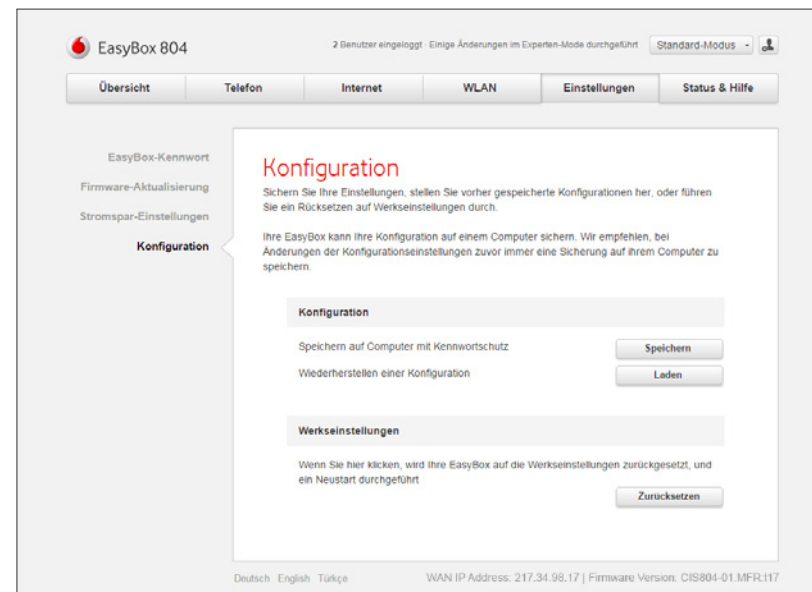 EasyBox 804
2 Benutzer eingeloggt · Einige Änderungen im Experten-Mode durchgeführt
Standard-Modus
Übersicht Telefon Internet WLAN Einstellungen Status & Hilfe
EasyBox-Kennwort
Firmware-Aktualisierung
Stromspar-Einstellungen
Konfiguration
Konfiguration
Sichern Sie Ihre Einstellungen, stellen Sie vorher gespeicherte Konfigurationen her, oder führen
Sie ein Rücksetzen auf Werkseinstellungen durch.
Ihre EasyBox kann Ihre Konfiguration auf einem Computer sichern. Wir empfehlen, bei
Änderungen der Konfigurationseinstellungen zuvor immer eine Sicherung auf ihrem Computer zu
speichern.
Konfiguration
Speichern auf Computer mit Kennwortschutz Speichern
Wiederherstellen einer Konfiguration Laden
Werkseinstellungen
Wenn Sie hier klicken, wird Ihre EasyBox auf die Werkseinstellungen zurückgesetzt, und
ein Neustart durchgeführt
Zurücksetzen
Deutsch English Türkçe WAN IP Address: 217.34.98.17 | Firmware Version: CIS804-01.MFR.t17